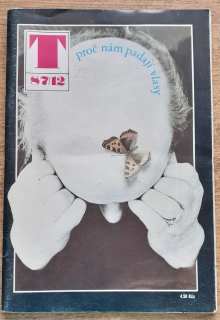 T
87/12
proč nám padají vlasy
4,50 Kčs